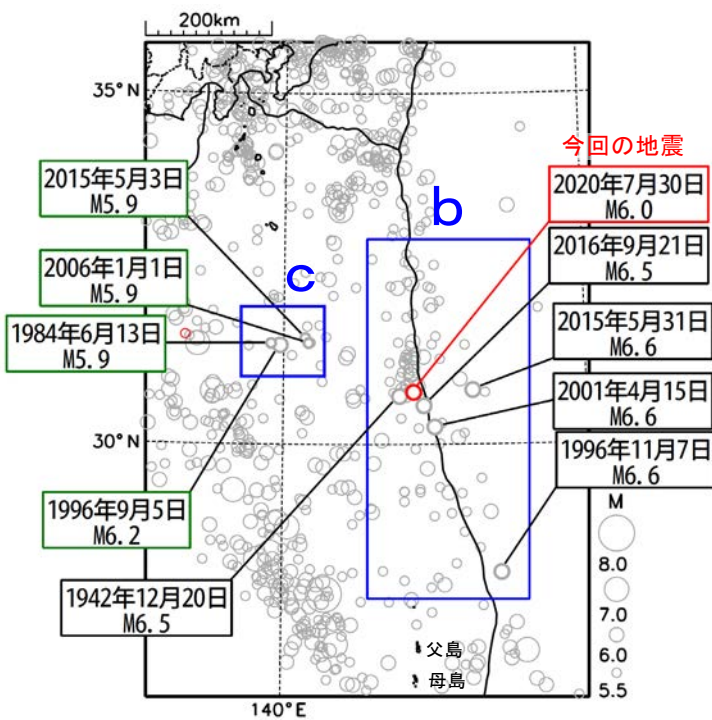 200km
35°N
今回の地震
2015年5月3日
M5.9
b
2020年7月30日
M6.0
2006年1月1日
M5.9
c
2016年9月21日
M6.5
1984年6月13日
M5.9
2015年5月31日
M6.6
2001年4月15日
M6.6
30°N
1996年11月7日
M6.6
1996年9月5日
M6.2
M
8.0
1942年12月20日
M6.5
7.0
父島
6.0
母島
5.5
140°E